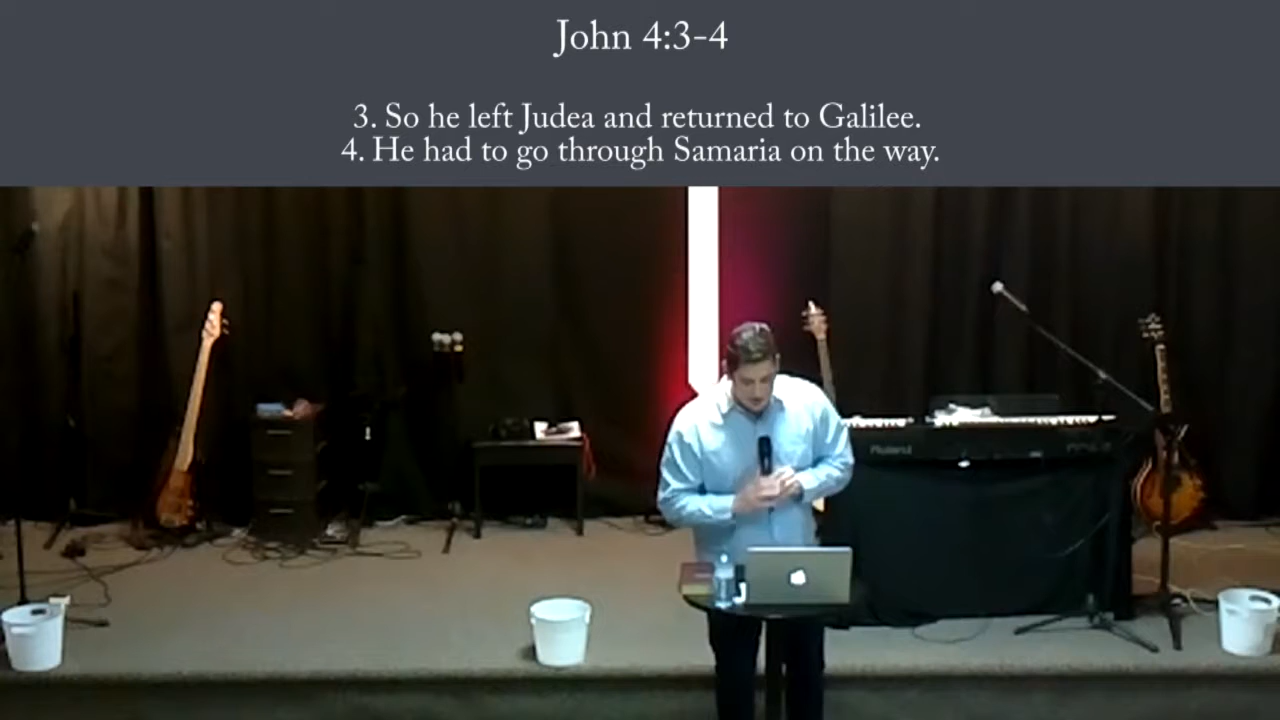 John 4:3-4
3. So he left Judea and returned to Galilee.
4. He had to go through Samaria on the way.
Roland